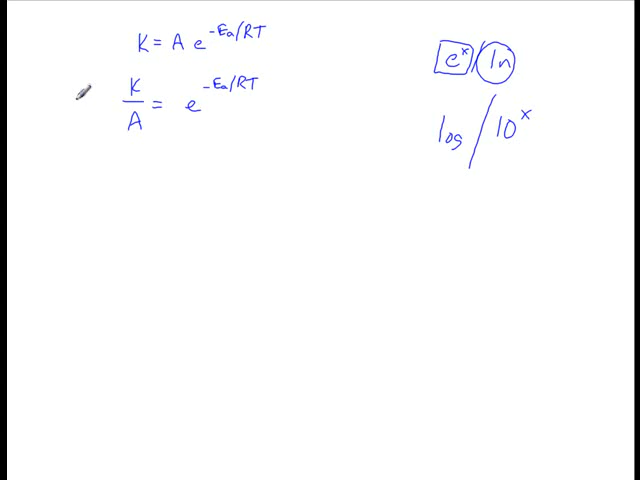 K = A e^-Ea/RT
K/A = e^-Ea/RT
e^x / ln
log / 10^x